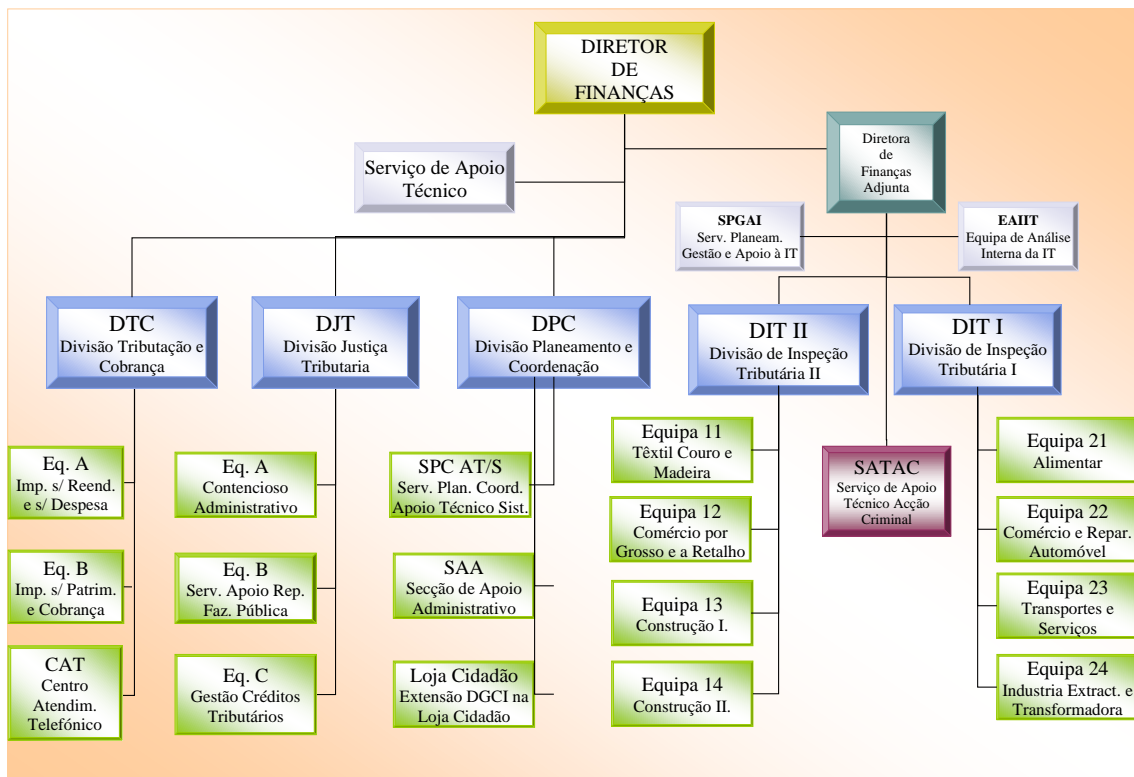 DIRETOR
DE
FINANÇAS
Diretora
de
Finanças
Adjunta
Serviço de Apoio
Técnico
SPGAI
Serv. Planeam.
Gestão e Apoio à IT
EAIIT
Equipa de Análise
Interna da IT
DTC
Divisão Tributação e
Cobrança
DJT
Divisão Justiça
Tributaria
DPC
Divisão Planeamento e
Coordenação
DIT II
Divisão de Inspeção
Tributária II
DIT I
Divisão de Inspeção
Tributária I
Eq. A
Imp. s/ Reend.
e s/ Despesa
Eq. B
Imp. s/ Patrim.
e Cobrança
CAT
Centro
Atendim.
Telefónico
Eq. A
Contencioso
Administrativo
Eq. B
Serv. Apoio Rep.
Faz. Pública
Eq. C
Gestão Créditos
Tributários
SPC AT/S
Serv. Plan. Coord.
Apoio Técnico Sist.
SAA
Secção de Apoio
Administrativo
Loja Cidadão
Extensão DGCI na
Loja Cidadão
Equipa 11
Têxtil Couro e
Madeira
Equipa 12
Comércio por
Grosso e a Retalho
Equipa 13
Construção I.
Equipa 14
Construção II.
SATAC
Serviço de Apoio
Técnico Acção
Criminal
Equipa 21
Alimentar
Equipa 22
Comércio e Repar.
Automóvel
Equipa 23
Transportes e
Serviços
Equipa 24
Industria Extract. e
Transformadora